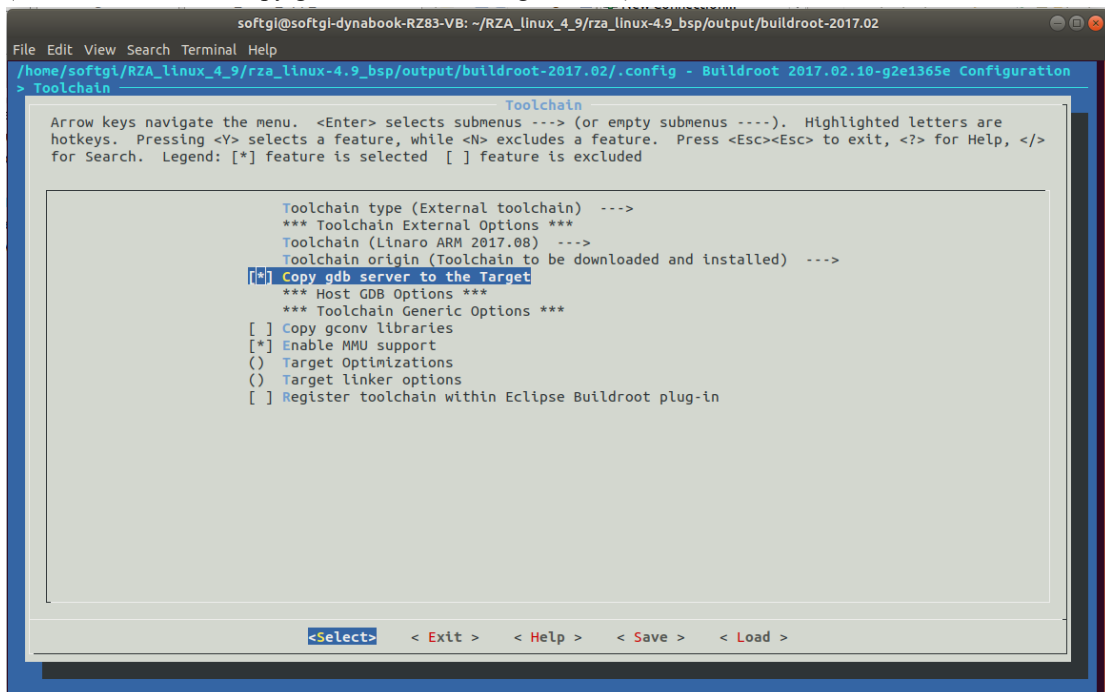 softgi@softgi-dynabook-RZ83-VB: ~/RZA_linux_4_9/rza_linux-4.9_bsp/output/buildroot-2017.02
File Edit View Search Terminal Help
/home/softgi/RZA_linux_4_9/rza_linux-4.9_bsp/output/buildroot-2017.02/.config - Buildroot 2017.02.10-g2e1365e Configuration
> Toolchain
Toolchain
Arrow keys navigate the menu. <Enter> selects submenus ---> (or empty submenus ----). Highlighted letters are
hotkeys. Pressing <Y> selects a feature, while <N> excludes a feature. Press <Esc><Esc> to exit, <?> for Help, </>
for Search. Legend: [*] feature is selected [ ] feature is excluded
Toolchain type (External toolchain) --->
*** Toolchain External Options ***
Toolchain (Linaro ARM 2017.08) --->
Toolchain origin (Toolchain to be downloaded and installed) --->
[*] Copy gdb server to the Target
*** Host GDB Options ***
*** Toolchain Generic Options ***
[ ] Copy gconv libraries
[*] Enable MMU support
() Target Optimizations
() Target linker options
[ ] Register toolchain within Eclipse Buildroot plug-in
<Select> < Exit > < Help > < Save > < Load >